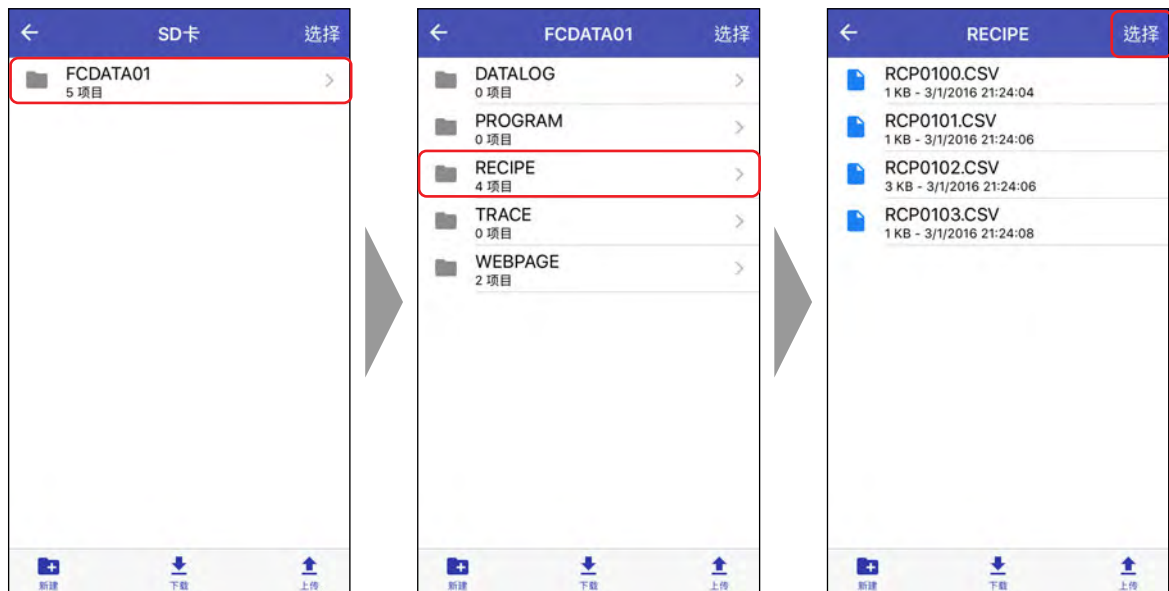 SD卡 选择
FCDATA01
5 项目
新建 下载 上传
FCDATA01 选择
DATALOG
0 项目
PROGRAM
0 项目
RECIPE
4 项目
TRACE
0 项目
WEBPAGE
2 项目
新建 下载 上传
RECIPE 选择
RCP0100.CSV
1 KB - 3/1/2016 21:24:04
RCP0101.CSV
1 KB - 3/1/2016 21:24:06
RCP0102.CSV
3 KB - 3/1/2016 21:24:06
RCP0103.CSV
1 KB - 3/1/2016 21:24:08
新建 下载 上传